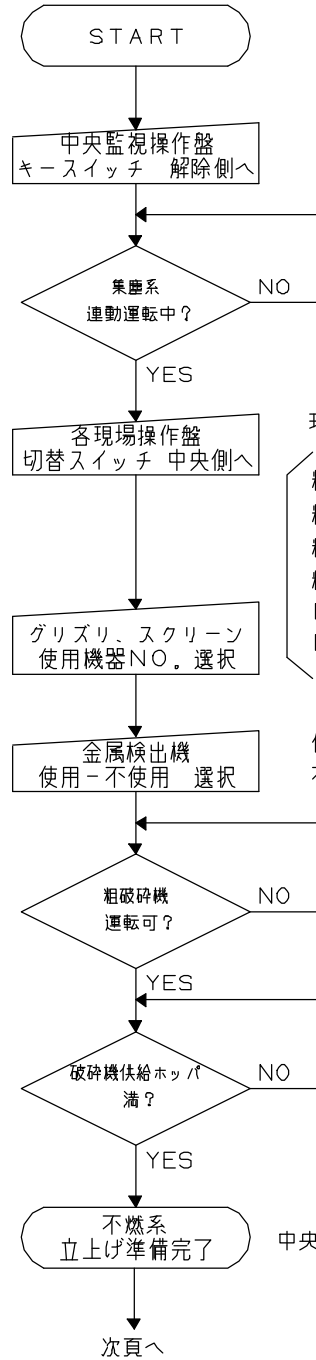 START
中央監視操作盤
キースイッチ 解除側へ
集塵系
連動運転中?
NO
YES
各現場操作盤
切替スイッチ 中央側へ
グリズリ、スクリーン
使用機器NO。選択
金属検出機
使用-不使用 選択
粗破砕機
運転可?
NO
YES
破砕機供給ホッパ
満?
NO
YES
不燃系
立上げ準備完了
中央
次頁へ